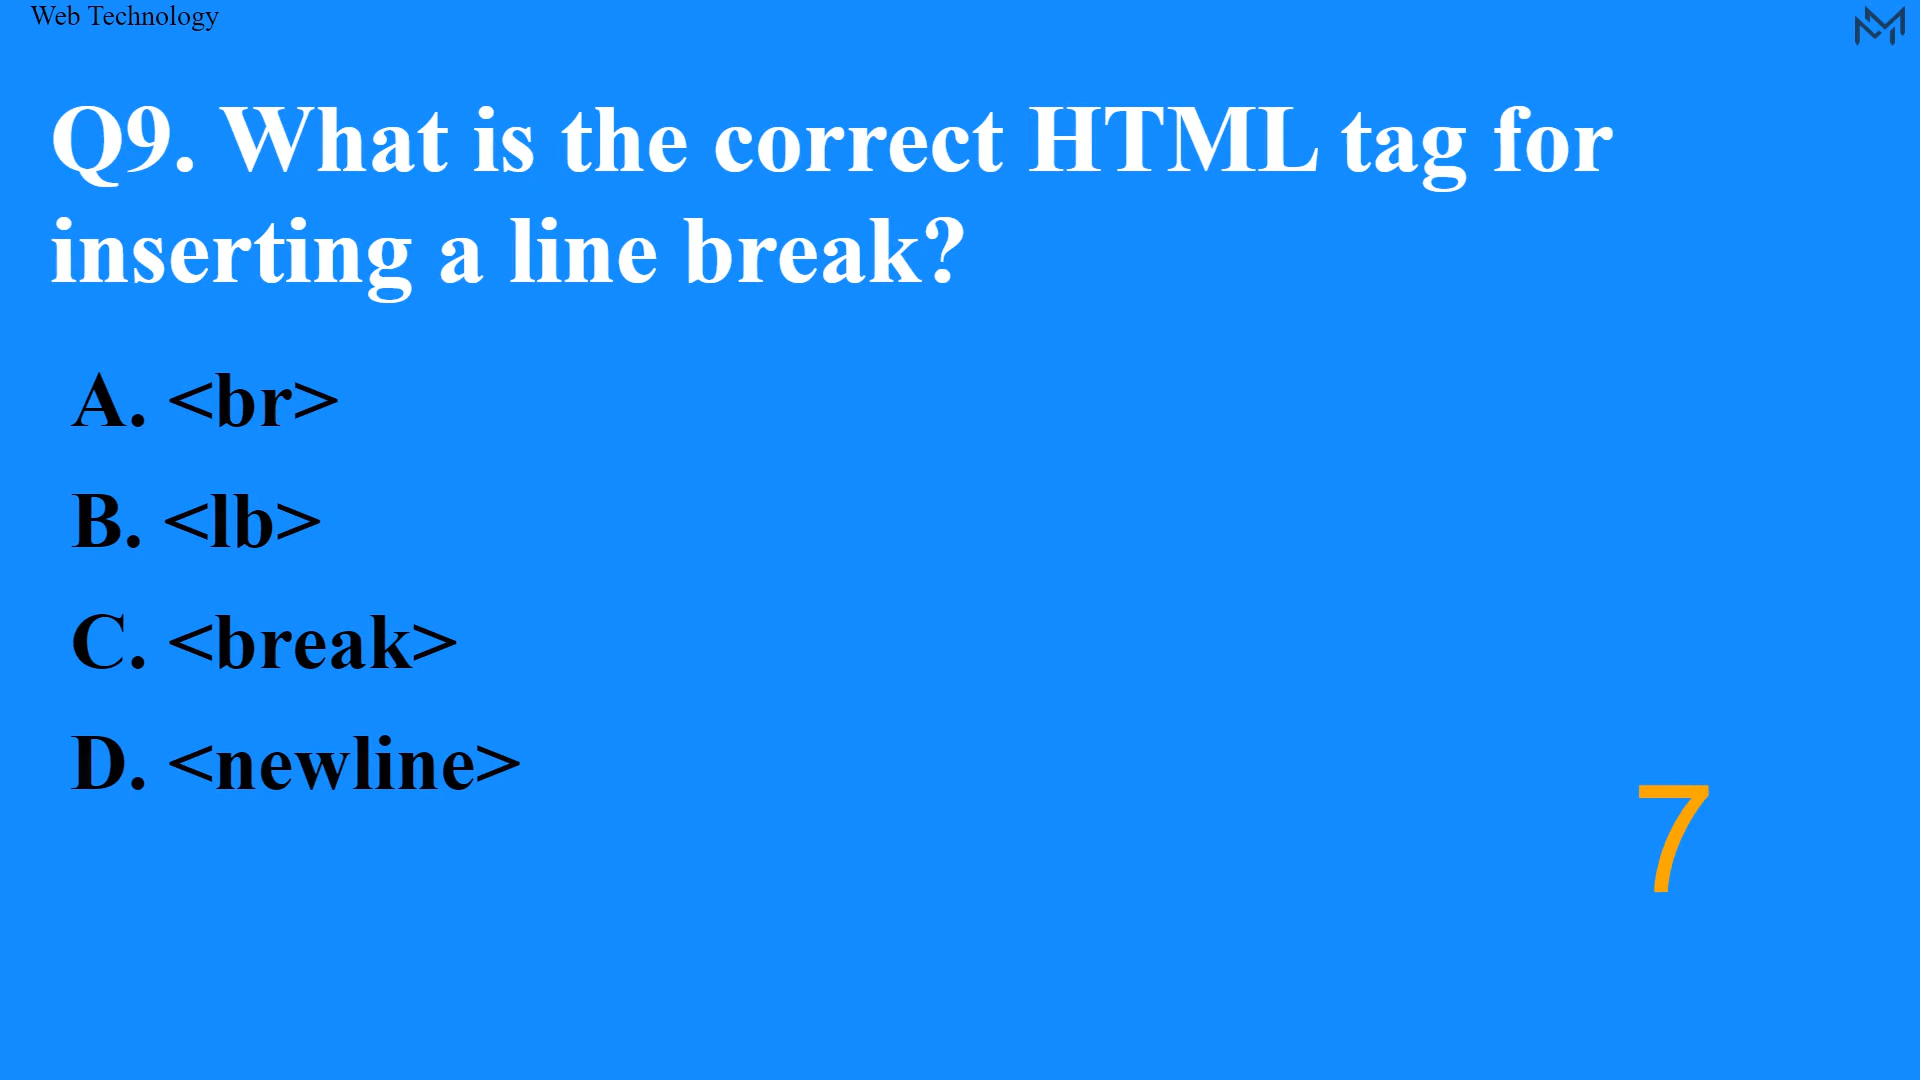 Web Technology
Q9. What is the correct HTML tag for
inserting a line break?
A. <br>
B. <lb>
C. <break>
D. <newline>
7